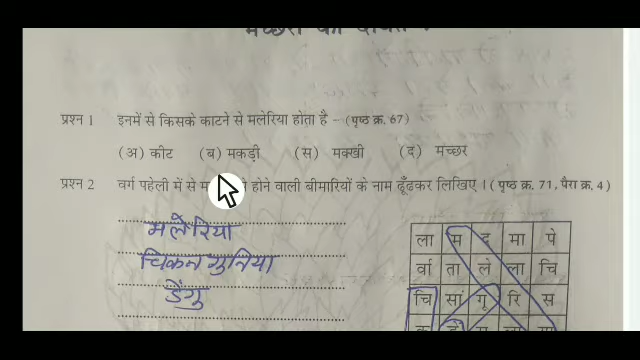 प्रश्न 1 इनमें से किसके काटने से मलेरिया होता है – (पृष्ठ क्र. 67)
(अ) कीट (ब) मकड़ी (स) मक्खी (द) मच्छर
प्रश्न 2 वर्ग पहेली में से होने वाली बीमारियों के नाम ढूँढकर लिखिए । (पृष्ठ क्र. 71, पैरा क्र. 4)
मलेरिया
चिकनगुनिया
डेंगु
ला म द मा पे
र्वा ता ले ला चि
चि सां गू रि स